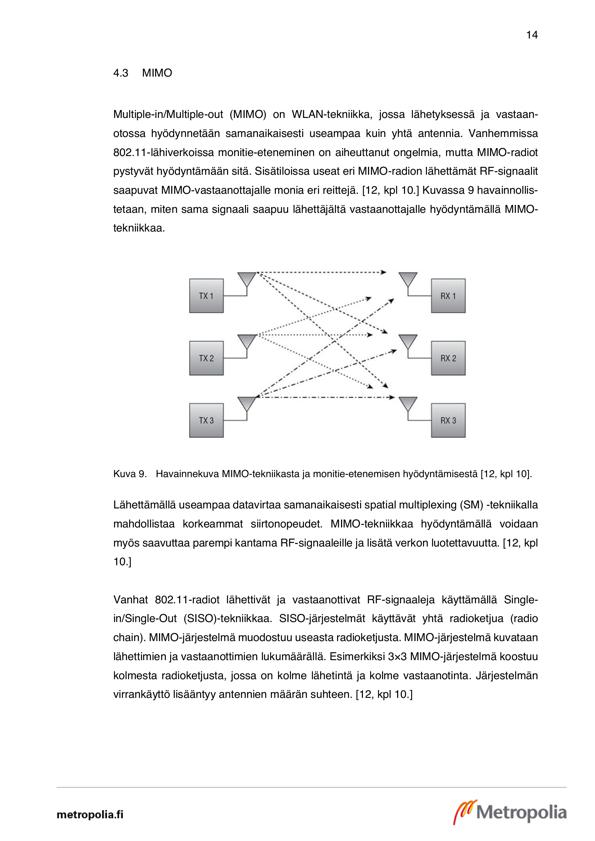 14
4.3 MIMO
Multiple-in/Multiple-out (MIMO) on WLAN-tekniikka, jossa lähetyksessä ja vastaan-
otossa hyödynnetään samanaikaisesti useampaa kuin yhtä antennia. Vanhemmissa
802.11-lähiverkoissa monitie-eteneminen on aiheuttanut ongelmia, mutta MIMO-radiot
pystyvät hyödyntämään sitä. Sisätiloissa useat eri MIMO-radion lähettämät RF-signaalit
saapuvat MIMO-vastaanottajalle monia eri reittejä. [12, kpl 10.] Kuvassa 9 havainnollis-
tetaan, miten sama signaali saapuu lähettäjältä vastaanottajalle hyödyntämällä MIMO-
tekniikkaa.
TX 1
RX 1
TX 2
RX 2
TX 3
RX 3
Kuva 9. Havainnekuva MIMO-tekniikasta ja monitie-etenemisen hyödyntämisestä [12, kpl 10].
Lähettämällä useampaa datavirtaa samanaikaisesti spatial multiplexing (SM) -tekniikalla
mahdollistaa korkeammat siirtonopeudet. MIMO-tekniikkaa hyödyntämällä voidaan
myös saavuttaa parempi kantama RF-signaaleille ja lisätä verkon luotettavuutta. [12, kpl
10.]
Vanhat 802.11-radiot lähettivät ja vastaanottivat RF-signaaleja käyttämällä Single-
in/Single-Out (SISO)-tekniikkaa. SISO-järjestelmät käyttävät yhtä radioketjua (radio
chain). MIMO-järjestelmä muodostuu useasta radioketjusta. MIMO-järjestelmä kuvataan
lähettimien ja vastaanottimien lukumäärällä. Esimerkiksi 3×3 MIMO-järjestelmä koostuu
kolmesta radioketjusta, jossa on kolme lähetintä ja kolme vastaanotinta. Järjestelmän
virrankäyttö lisääntyy antennien määrän suhteen. [12, kpl 10.]
metropolia.fi
Metropolia